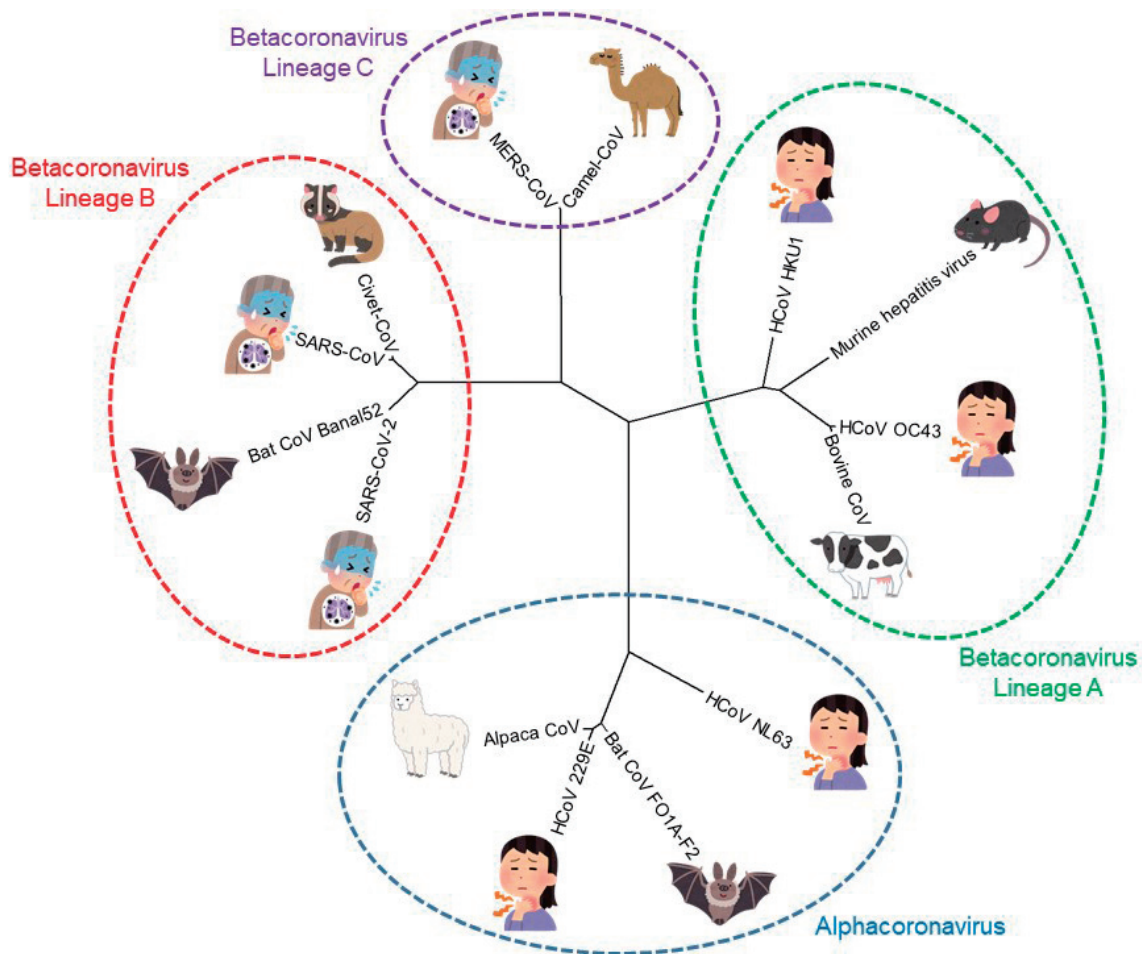 Betacoronavirus
Lineage C
MERS-CoV
Camel-CoV
Betacoronavirus
Lineage B
Civet-CoV
SARS-CoV
Bat CoV Banal52
SARS-CoV-2
HCoV HKU1
Murine hepatitis virus
HCoV OC43
Bovine CoV
Betacoronavirus
Lineage A
Alpaca CoV
HCoV 229E
Bat CoV FO1A-F2
HCoV NL63
Alphacoronavirus